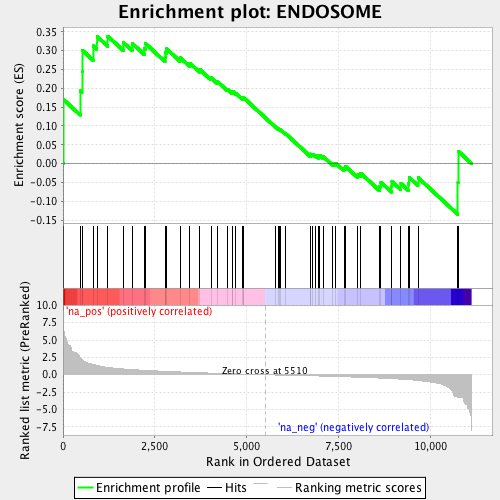 Enrichment plot: ENDOSOME
Enrichment score (ES)
0.35
0.30
0.25
0.20
0.15
0.10
0.05
0.00
-0.05
-0.10
-0.15
Ranked list metric (PreRanked)
10.0
7.5
5.0
2.5
0.0
-2.5
-5.0
-7.5
'na_pos' (positively correlated)
Zero cross at 5510
'na_neg' (negatively correlated)
0
2,500
5,000
7,500
10,000
Rank in Ordered Dataset
Enrichment profile
Hits
Ranking metric scores